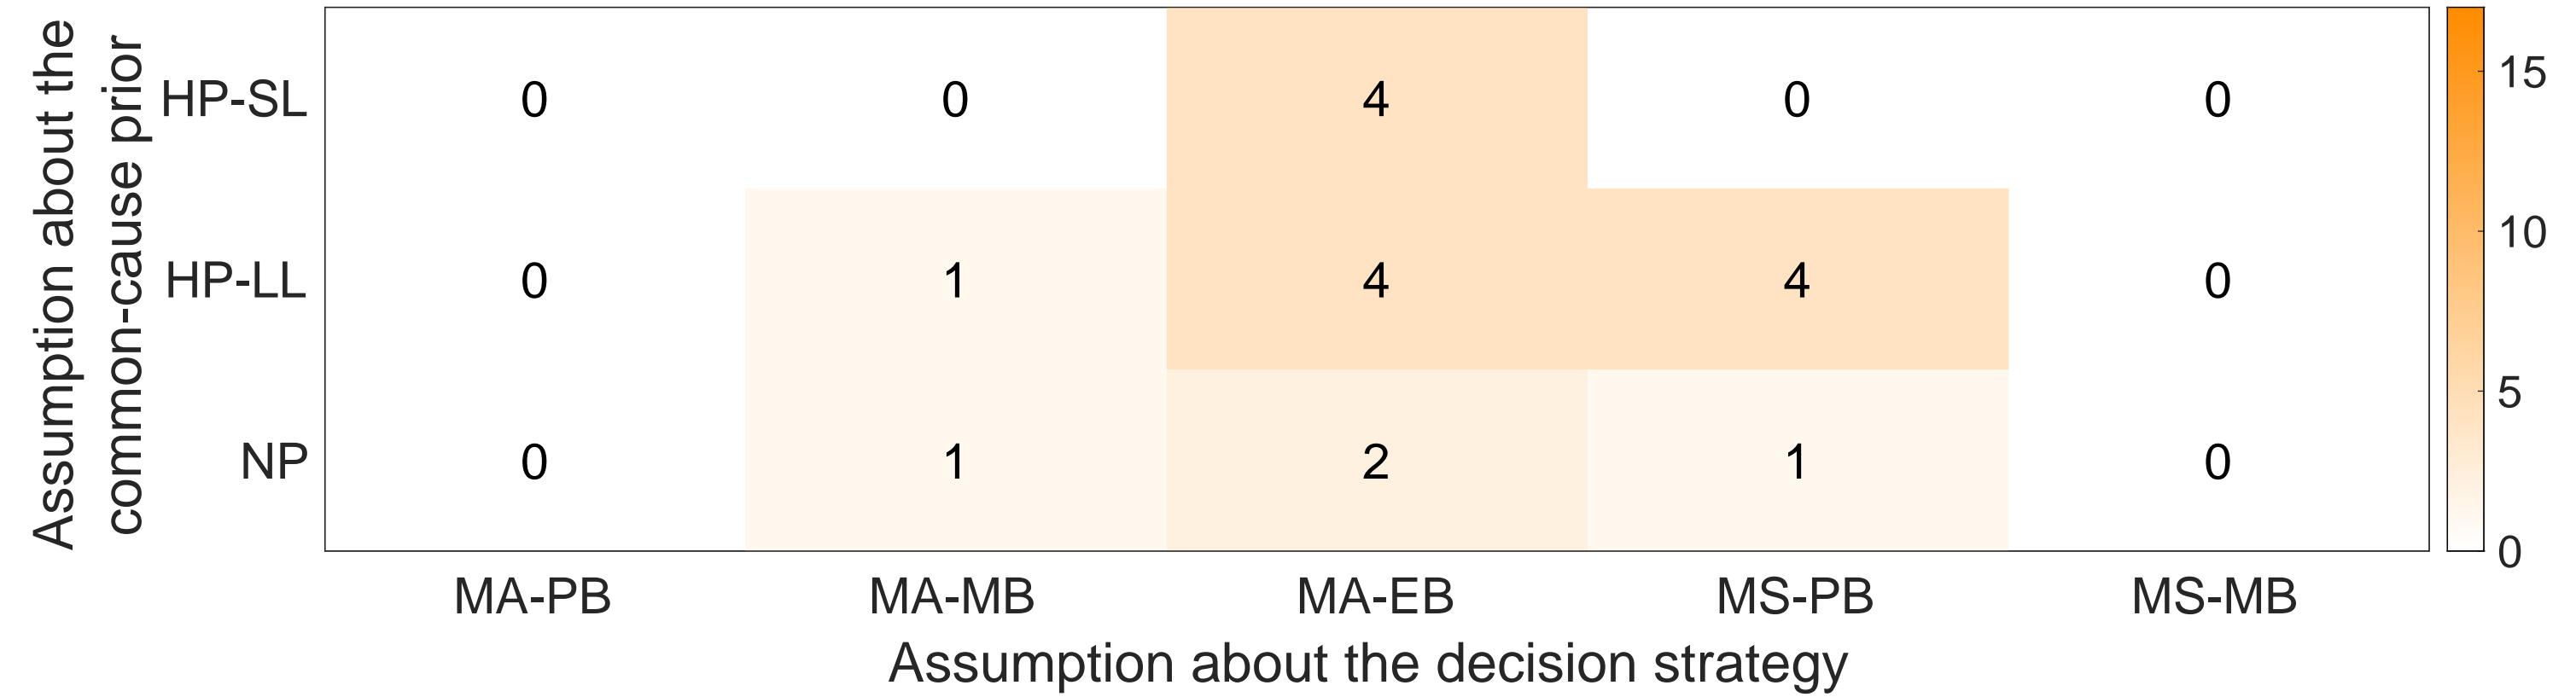 Assumption about the
common-cause prior
HP-SL 0 0 4 0 0
HP-LL 0 1 4 4 0
NP 0 1 2 1 0
MA-PB MA-MB MA-EB MS-PB MS-MB
Assumption about the decision strategy
15
10
5
0